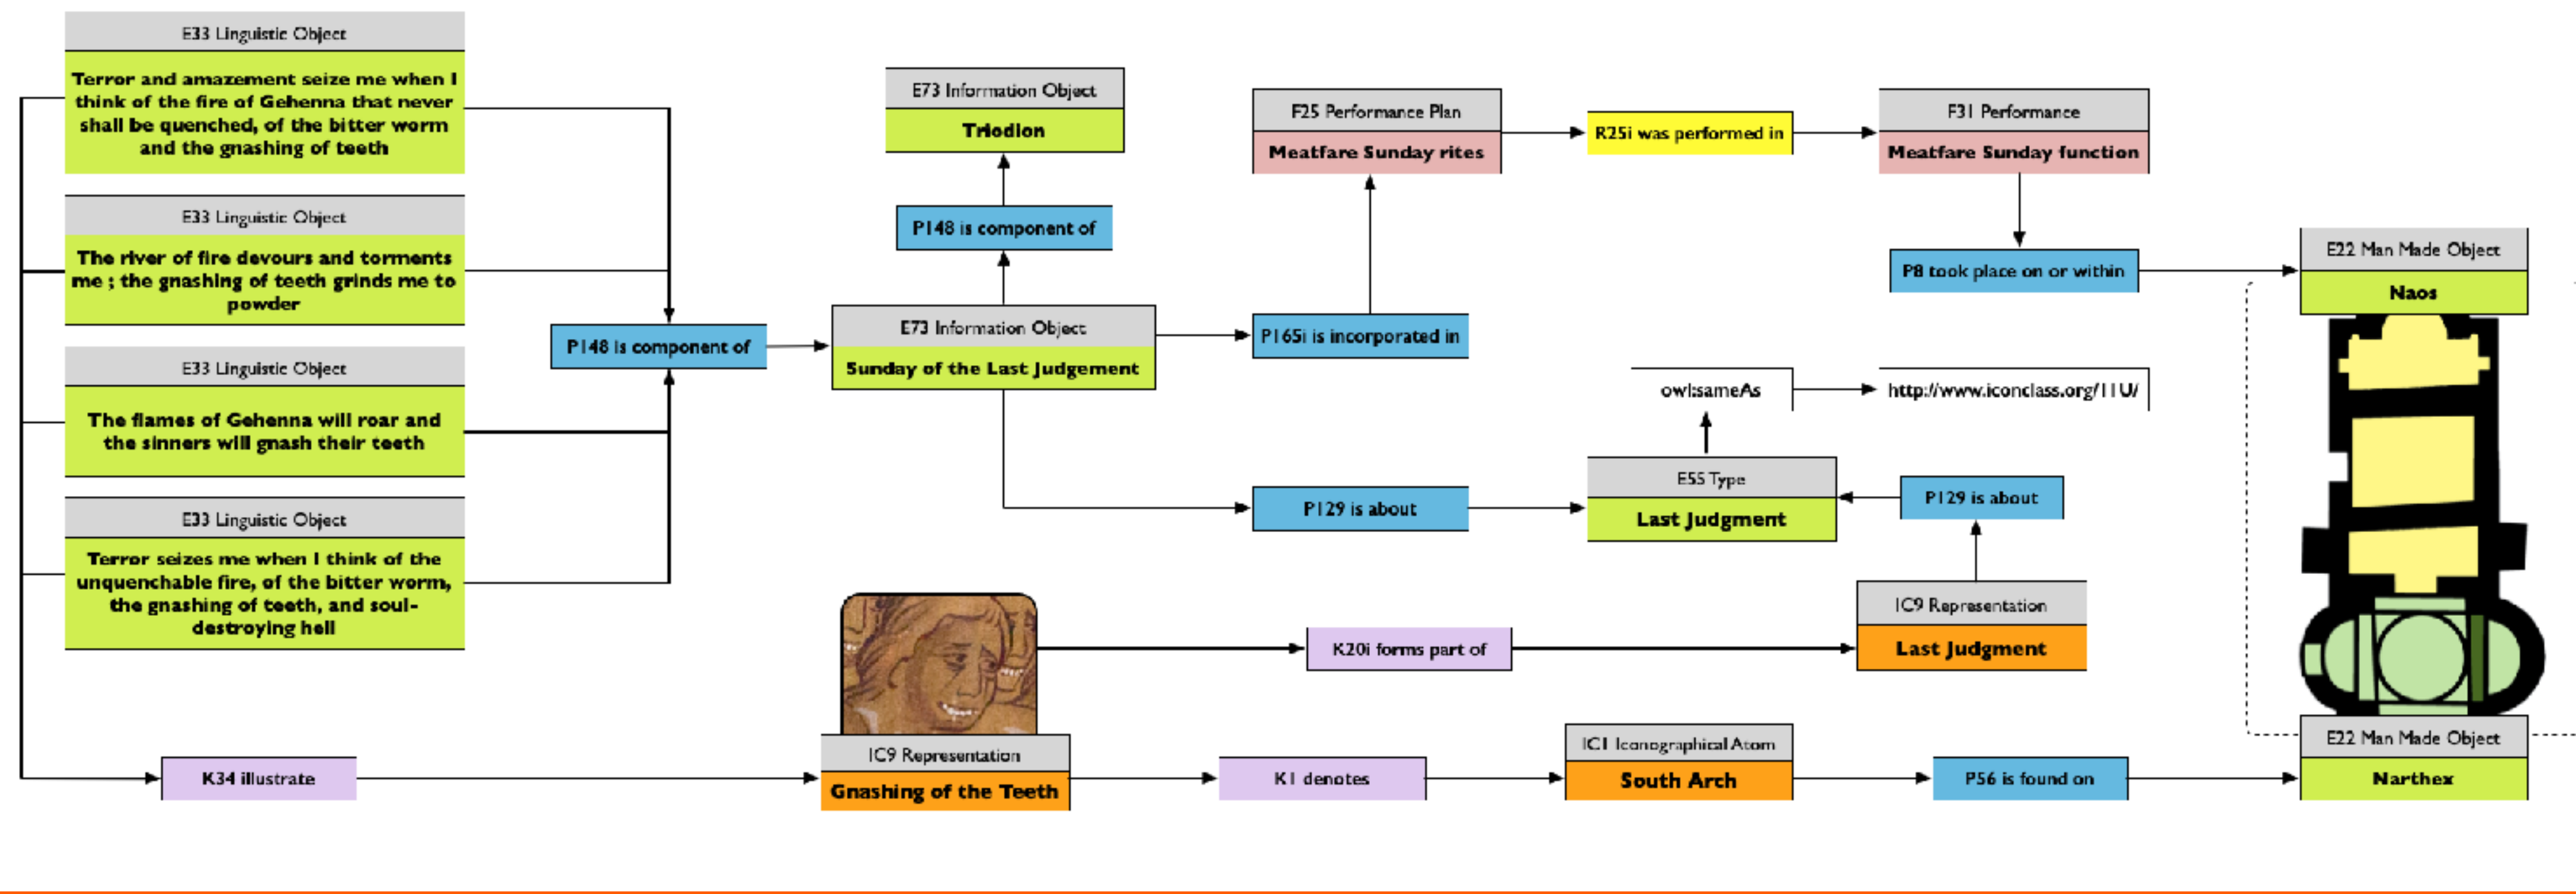 E33 Linguistic Object
Terror and amazement seize me when I
think of the fire of Gehenna that never
shall be quenched, of the bitter worm
and the gnashing of teeth
E33 Linguistic Object
The river of fire devours and torments
me ; the gnashing of teeth grinds me to
powder
E33 Linguistic Object
The flames of Gehenna will roar and
the sinners will gnash their teeth
E33 Linguistic Object
Terror seizes me when I think of the
unquenchable fire, of the bitter worm,
the gnashing of teeth, and soul-
destroying hell
K34 illustrate
P148 is component of
E73 Information Object
Triodion
P148 is component of
E73 Information Object
Sunday of the Last Judgement
IC9 Representation
Gnashing of the Teeth
F25 Performance Plan
Meatfare Sunday rites
P165i is incorporated in
P129 is about
K20i forms part of
K1 denotes
R25i was performed in
owl:sameAs
E55 Type
Last Judgment
IC1 Iconographical Atom
South Arch
F31 Performance
Meatfare Sunday function
P8 took place on or within
http://www.iconclass.org/11U/
P129 is about
IC9 Representation
Last Judgment
P56 is found on
E22 Man Made Object
Naos
E22 Man Made Object
Narthex